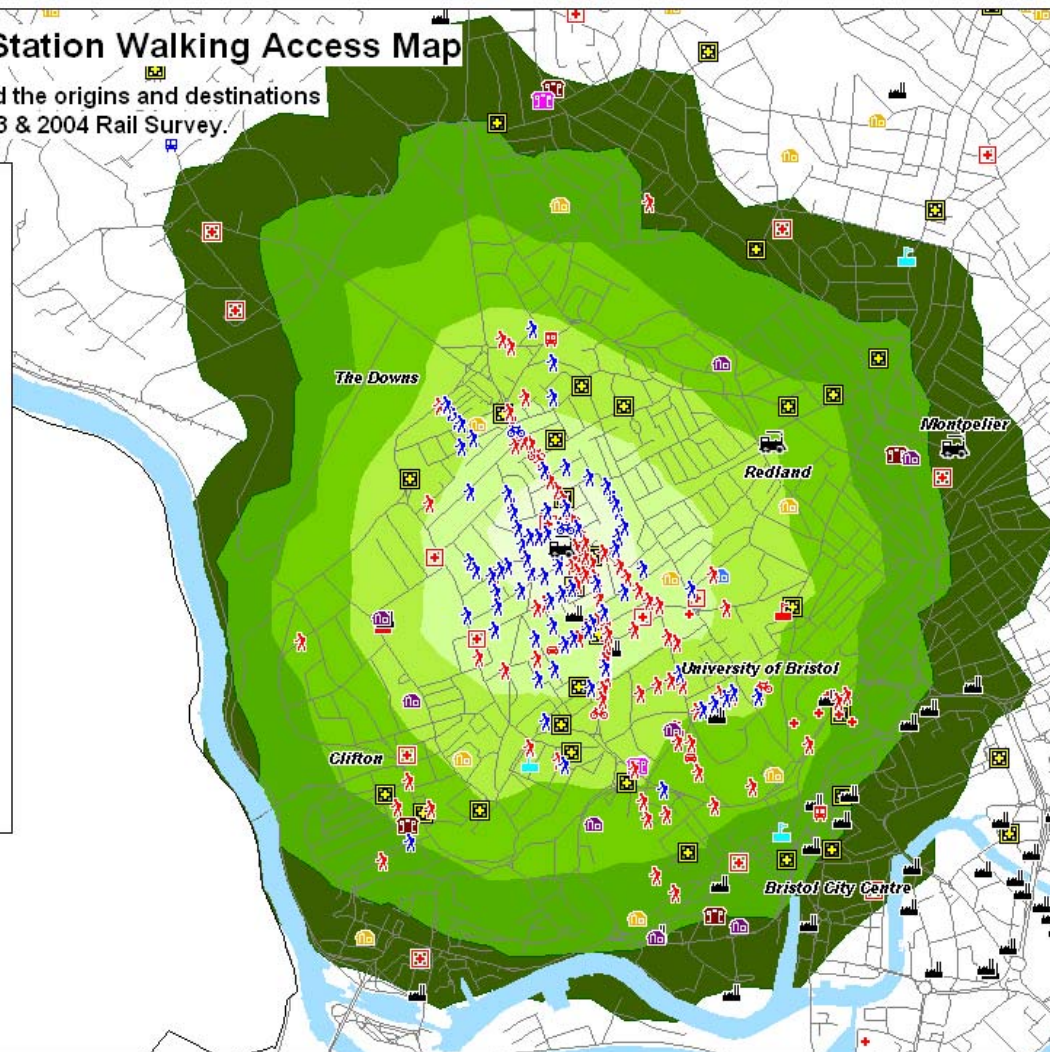 Station Walking Access Map
d the origins and destinations
3 & 2004 Rail Survey.
The Downs
Montpelier
Redland
University of Bristol
Clifton
Bristol City Centre